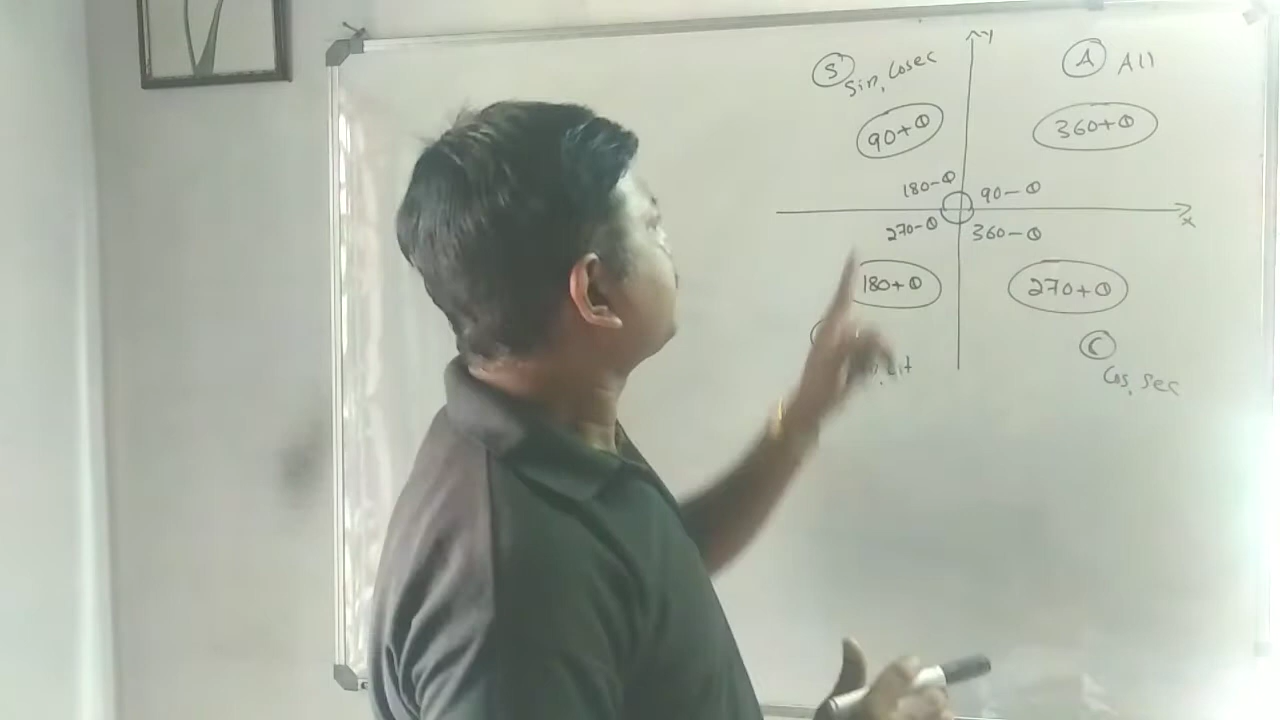 y
S
A
All
Sin, Cosec
90+θ
360+θ
180-θ
90-θ
x
270-θ
360-θ
180+θ
270+θ
C
Cos, Sec